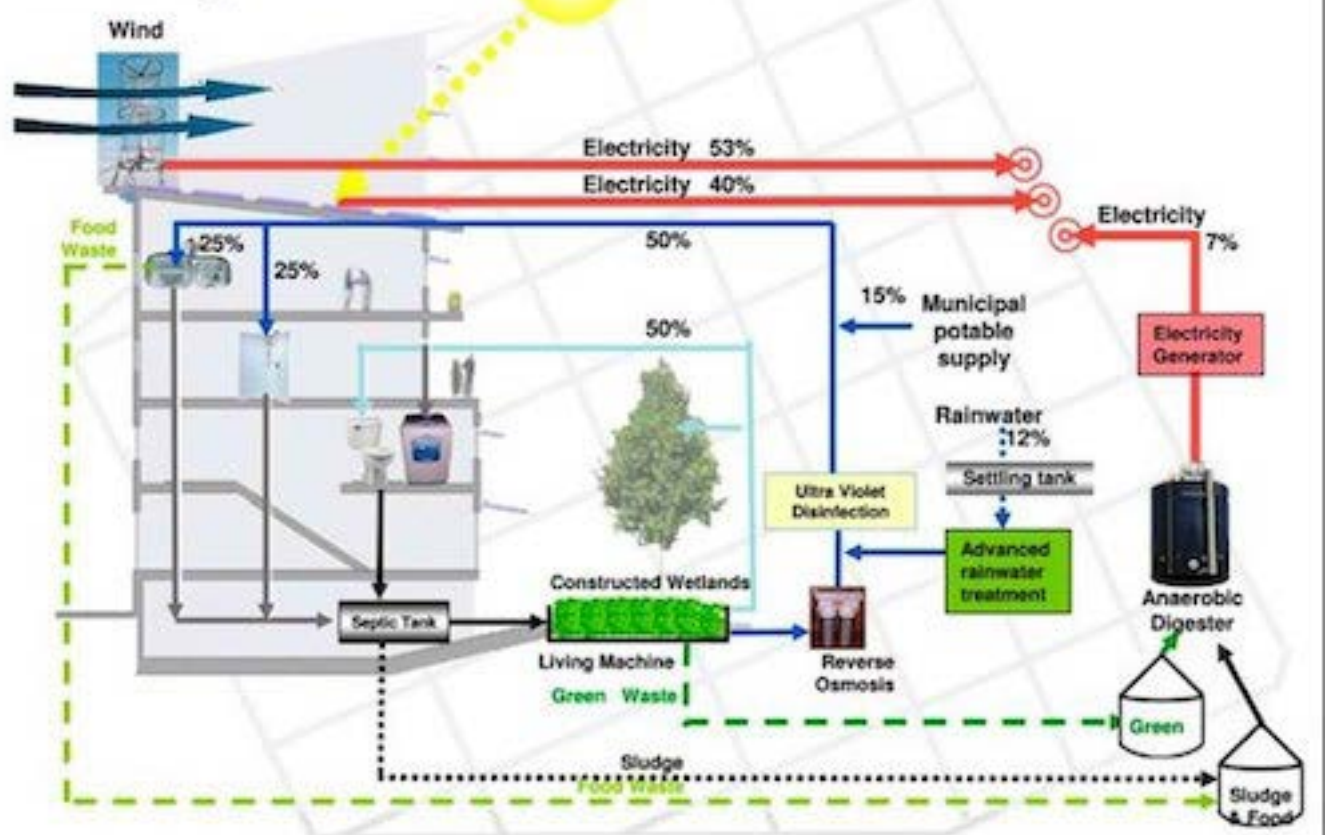 Wind
Electricity 53%
Electricity 40%
Electricity
7%
Food
Waste
25%
25%
50%
15%
Municipal
potable
supply
Electricity
Generator
50%
Rainwater
12%
Settling tank
Ultra Violet
Disinfection
Advanced
rainwater
treatment
Constructed Wetlands
Anaerobic
Digester
Septic Tank
Living Machine
Reverse
Osmosis
Green Waste
Green
Sludge
Food Waste
Sludge
& Food